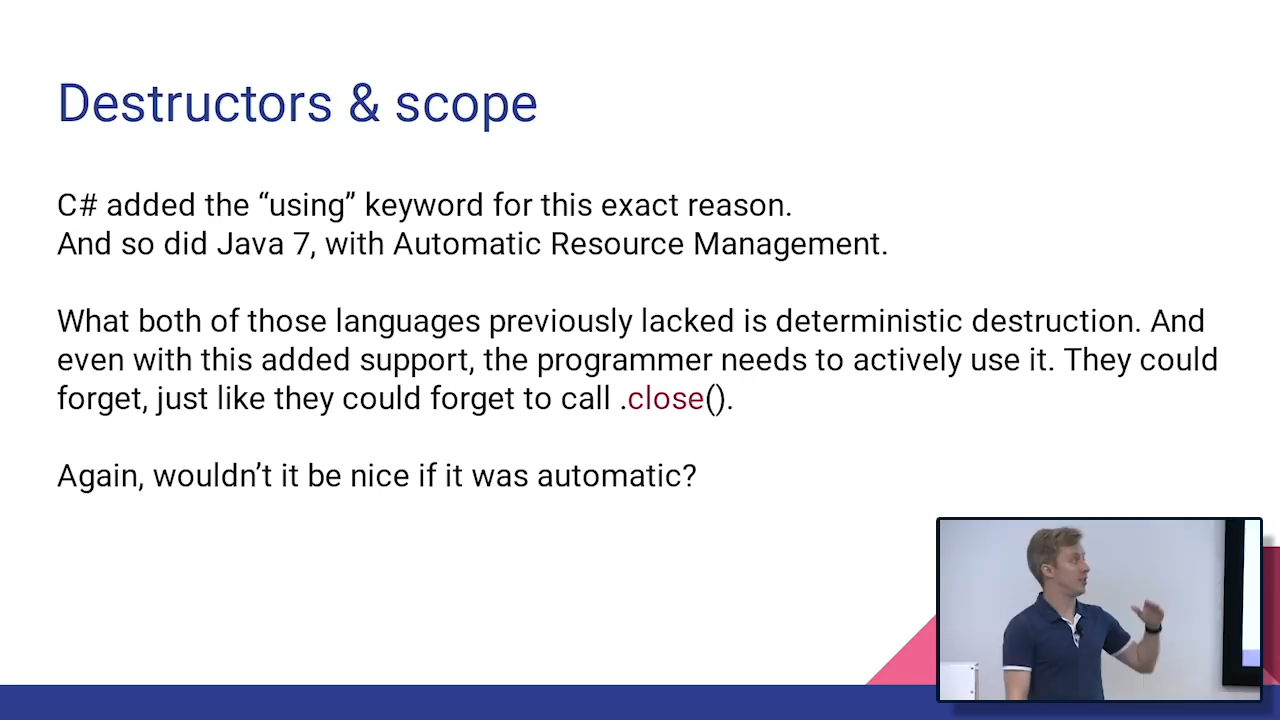 Destructors & scope
C# added the “using” keyword for this exact reason.
And so did Java 7, with Automatic Resource Management.
What both of those languages previously lacked is deterministic destruction. And
even with this added support, the programmer needs to actively use it. They could
forget, just like they could forget to call .close().
Again, wouldn’t it be nice if it was automatic?